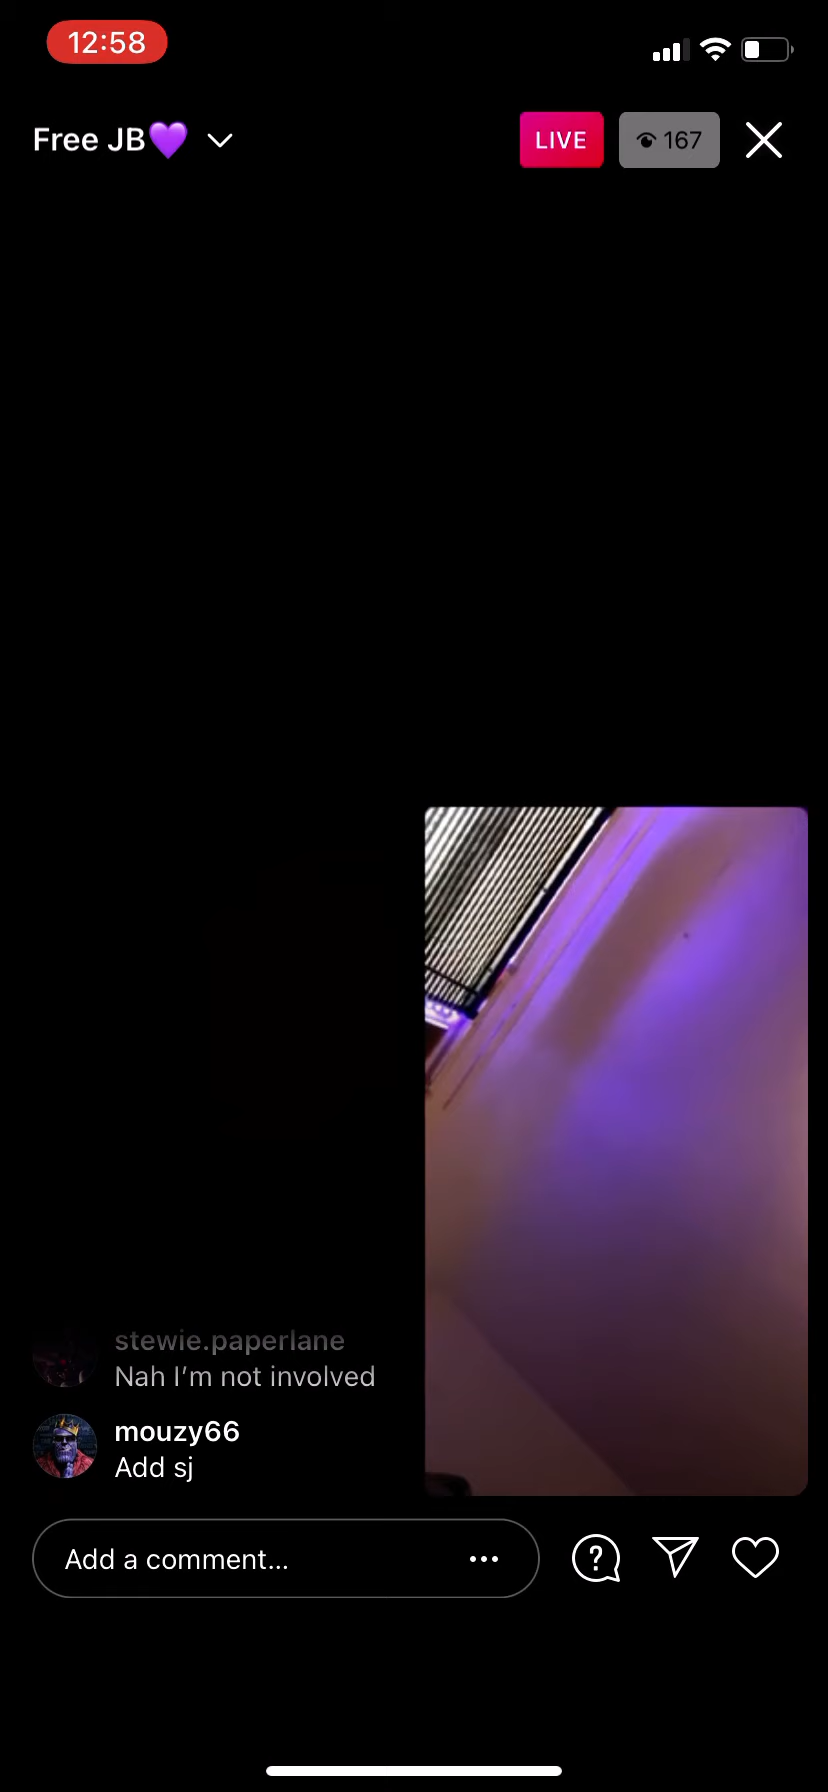 12:58
Free JB💜
LIVE
167
stewie.paperlane
Nah I'm not involved
mouzy66
Add sj
Add a comment...